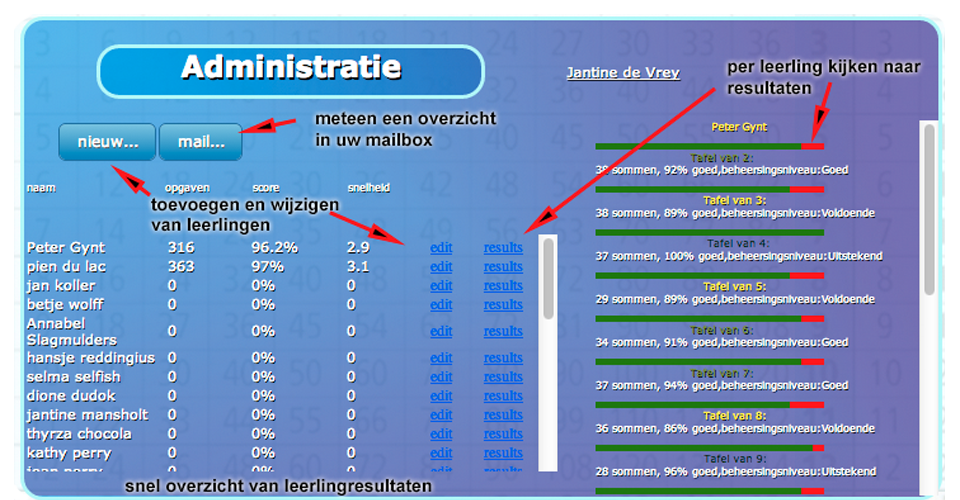 Administratie
Jantine de Vrey
per leerling kijken naar
resultaten
nieuw...
mail...
meteen een overzicht
in uw mailbox
naam opgaven score snelheid
toevoegen en wijzigen
van leerlingen
Peter Gynt 316 96.2% 2.9 edit results
pien du lac 363 97% 3.1 edit results
jan koller 0 0% 0 edit results
betje wolff 0 0% 0 edit results
Annabel
Slagmulders 0 0% 0 edit results
hansje reddingius 0 0% 0 edit results
selma selfish 0 0% 0 edit results
dione dudok 0 0% 0 edit results
jantine mansholt 0 0% 0 edit results
thyrza chocola 0 0% 0 edit results
kathy perry 0 0% 0 edit results
perry 0 0% 0 edit results
snel overzicht van leerlingresultaten
Peter Gynt
Tafel van 2:
38 sommen, 92% goed,beheersingsniveau:Goed
Tafel van 3:
38 sommen, 89% goed,beheersingsniveau:Voldoende
Tafel van 4:
37 sommen, 100% goed,beheersingsniveau:Uitstekend
Tafel van 5:
29 sommen, 89% goed,beheersingsniveau:Voldoende
Tafel van 6:
34 sommen, 91% goed,beheersingsniveau:Goed
Tafel van 7:
37 sommen, 94% goed,beheersingsniveau:Goed
Tafel van 8:
36 sommen, 86% goed,beheersingsniveau:Voldoende
Tafel van 9:
28 sommen, 96% goed,beheersingsniveau:Uitstekend